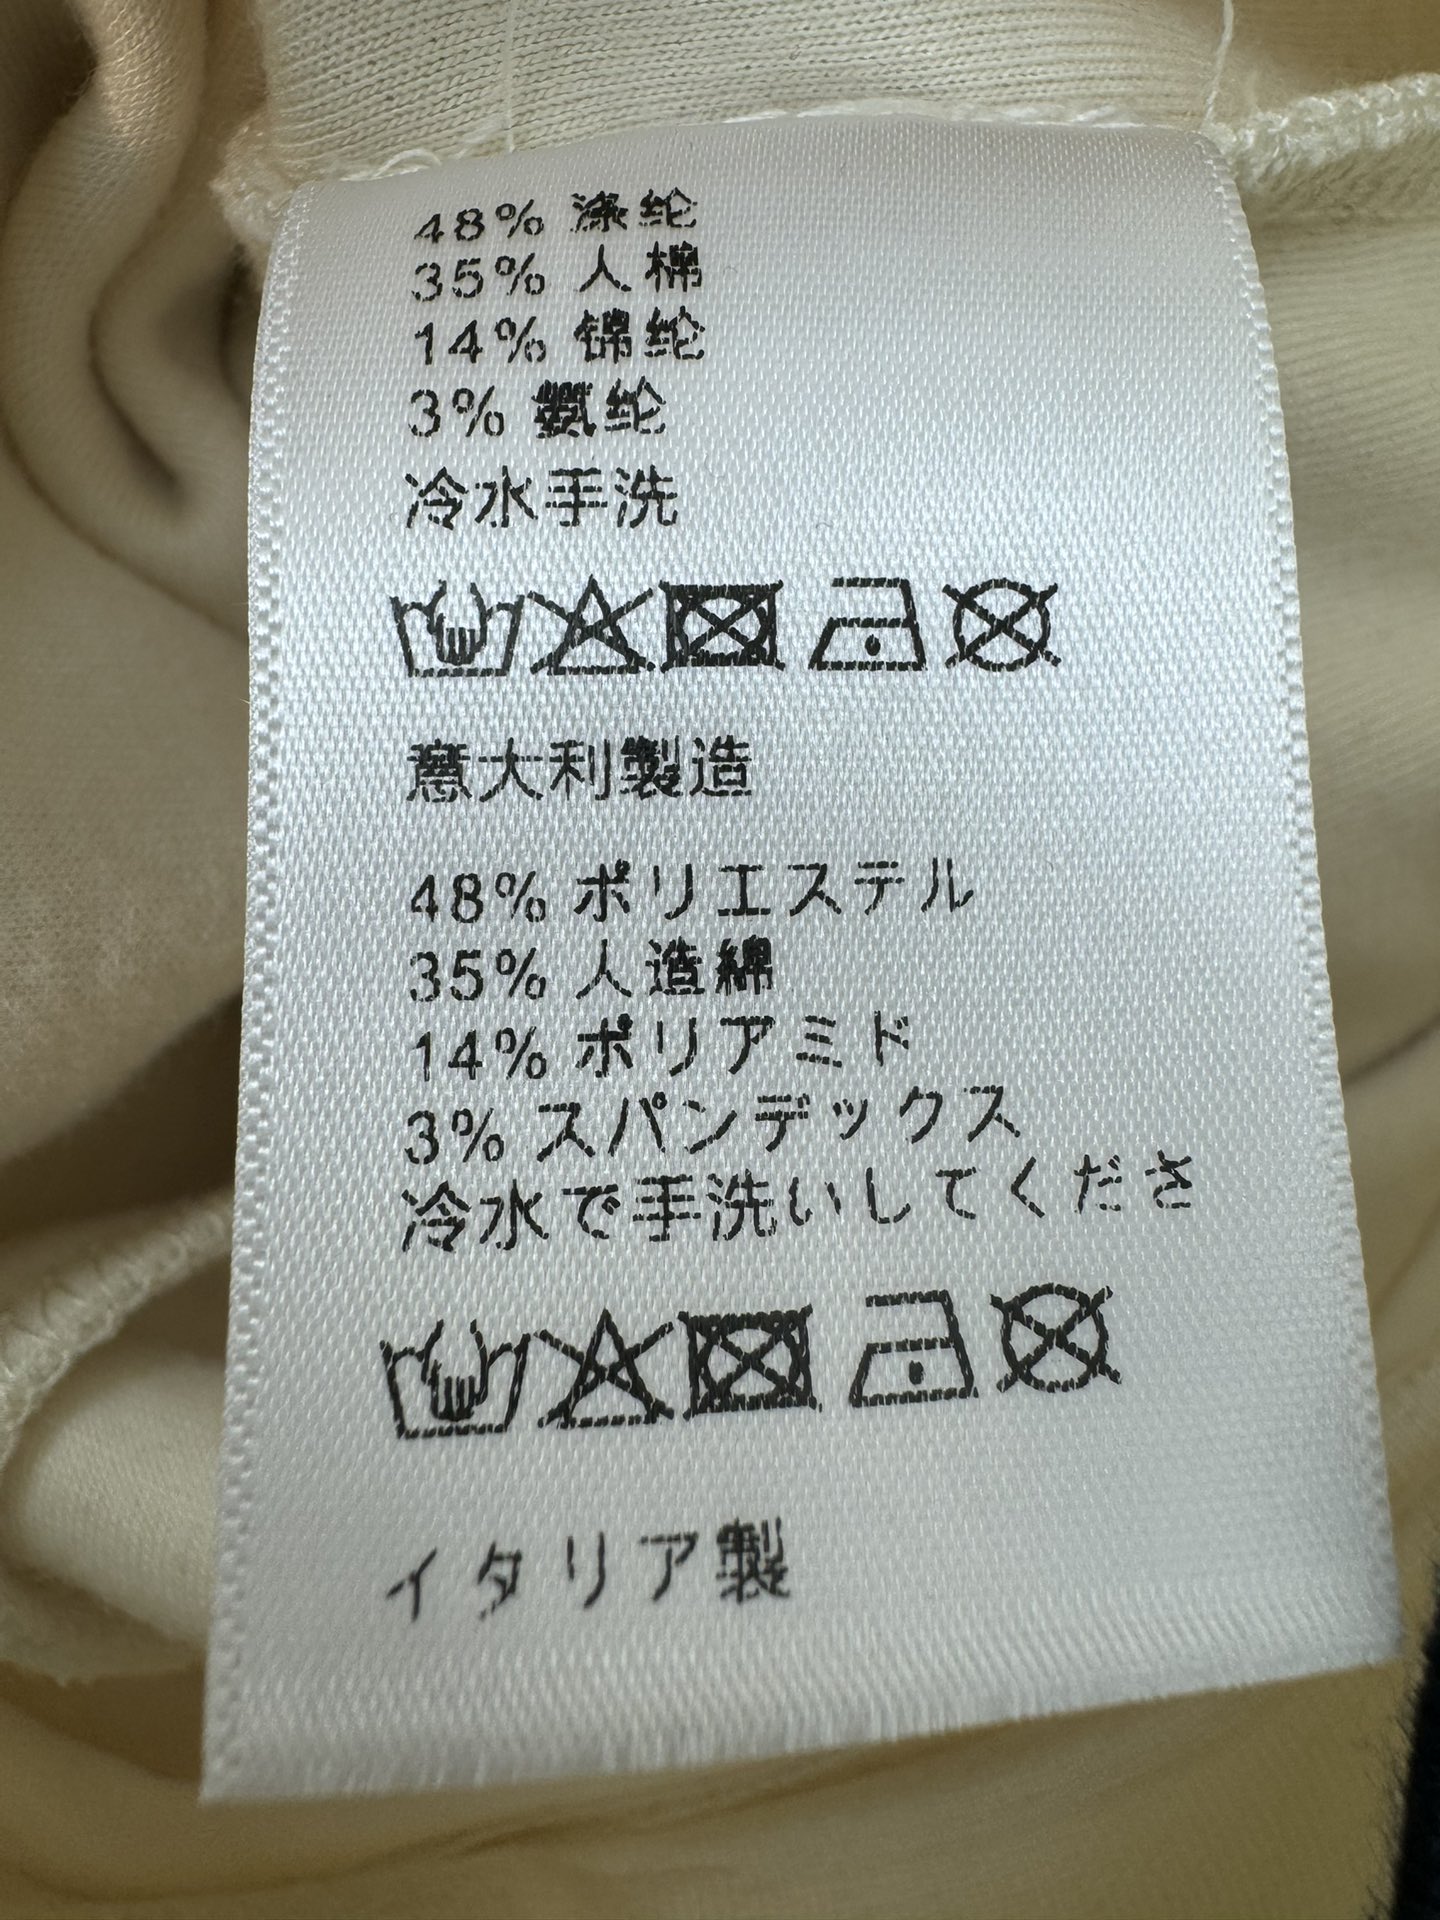 48% 涤纶
35% 人棉
14% 锦纶
3% 氨纶
冷水手洗
意大利製造
48% ポリエステル
35% 人造綿
14% ポリアミド
3% スパンデックス
冷水で手洗いしてくださ
イタリア製